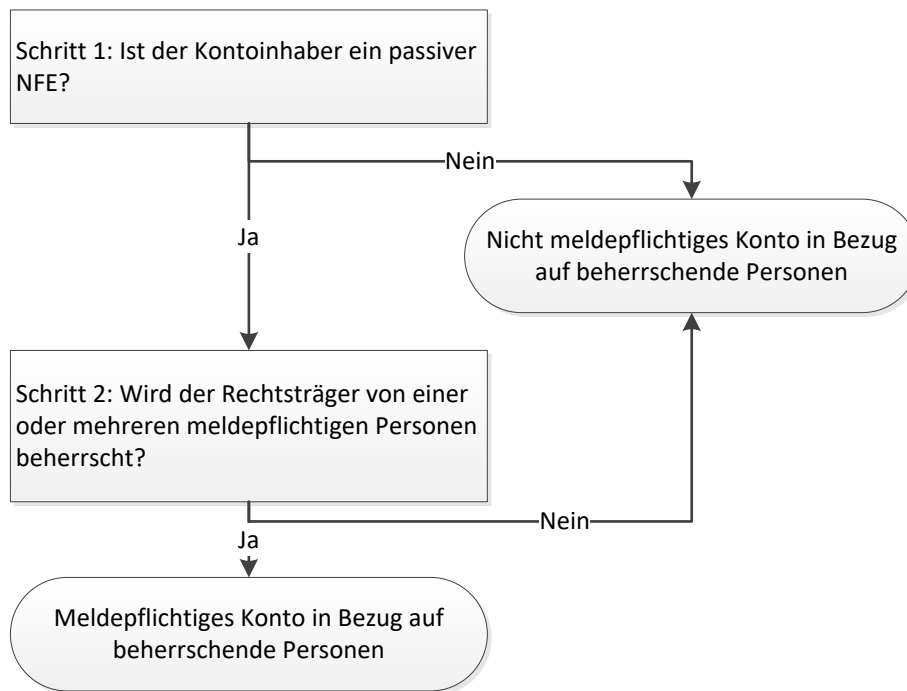 Schritt 1: Ist der Kontoinhaber ein passiver
NFE?
Nein
Ja
Nicht meldepflichtiges Konto in Bezug
auf beherrschende Personen
Schritt 2: Wird der Rechtsträger von einer
oder mehreren meldepflichtigen Personen
beherrscht?
Nein
Ja
Meldepflichtiges Konto in Bezug auf
beherrschende Personen